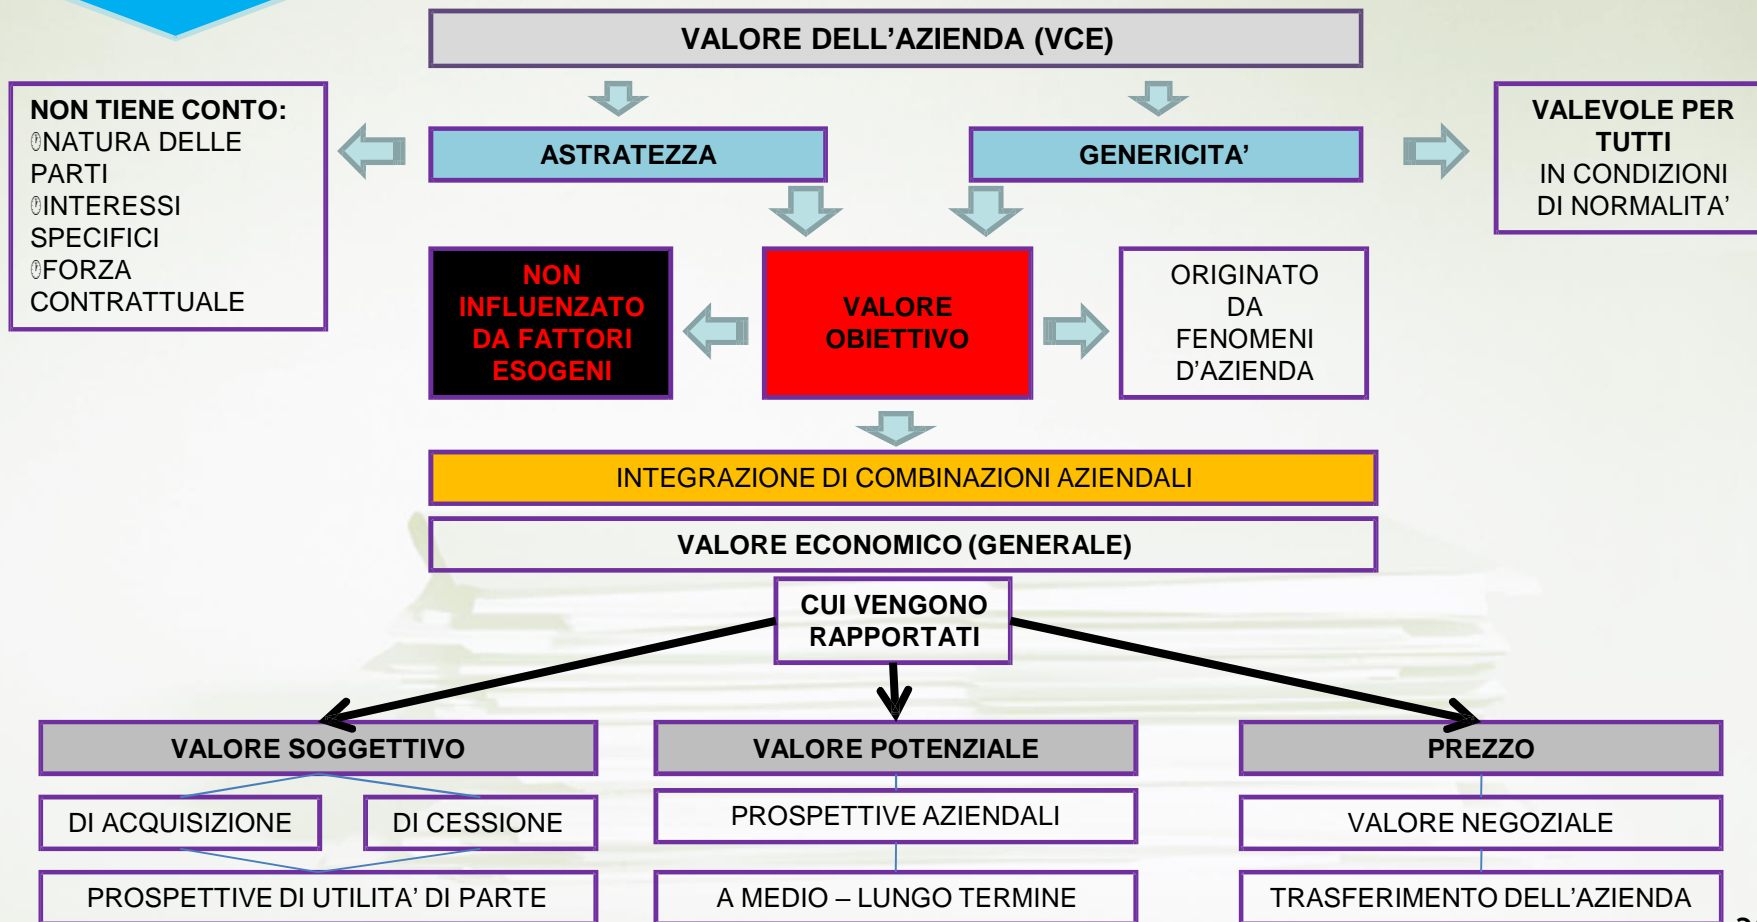 VALORE DELL’AZIENDA (VCE)
NON TIENE CONTO:
NATURA DELLE
PARTI
INTERESSI
SPECIFICI
FORZA
CONTRATTUALE
ASTRATEZZA
GENERICITA’
VALEVOLE PER
TUTTI
IN CONDIZIONI
DI NORMALITA’
NON
INFLUENZATO
DA FATTORI
ESOGENI
VALORE
OBIETTIVO
ORIGINATO
DA
FENOMENI
D’AZIENDA
INTEGRAZIONE DI COMBINAZIONI AZIENDALI
VALORE ECONOMICO (GENERALE)
CUI VENGONO
RAPPORTATI
VALORE SOGGETTIVO
VALORE POTENZIALE
PREZZO
DI ACQUISIZIONE
DI CESSIONE
PROSPETTIVE AZIENDALI
VALORE NEGOZIALE
PROSPETTIVE DI UTILITA’ DI PARTE
A MEDIO – LUNGO TERMINE
TRASFERIMENTO DELL’AZIENDA